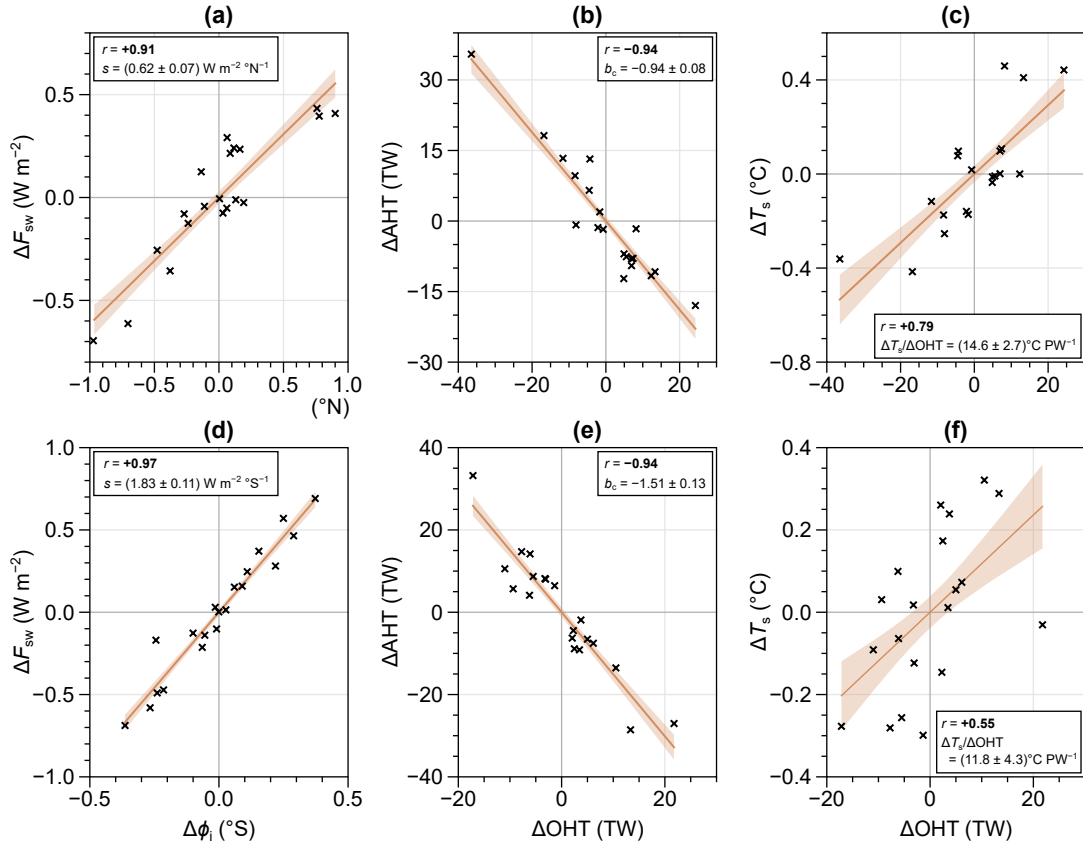 (a)
r = +0.91
s = (0.62 ± 0.07) W m⁻² °N⁻¹
ΔF_sw (W m⁻²)
0.5
0.0
−0.5
−1.0
−0.5
0.0
0.5
1.0
(°N)
(b)
r = −0.94
b_c = −0.94 ± 0.08
ΔAHT (TW)
30
15
0
−15
−30
−40
−20
0
20
(c)
r = +0.79
ΔT_s/ΔOHT = (14.6 ± 2.7)°C PW⁻¹
ΔT_s (°C)
0.4
0.0
−0.4
−0.8
−40
−20
0
20
(d)
r = +0.97
s = (1.83 ± 0.11) W m⁻² °S⁻¹
ΔF_sw (W m⁻²)
1.0
0.5
0.0
−0.5
−1.0
−0.5
0.0
0.5
Δϕ_i (°S)
(e)
r = −0.94
b_c = −1.51 ± 0.13
ΔAHT (TW)
40
20
0
−20
−40
−20
0
20
ΔOHT (TW)
(f)
r = +0.55
ΔT_s/ΔOHT
= (11.8 ± 4.3)°C PW⁻¹
ΔT_s (°C)
0.4
0.2
0.0
−0.2
−0.4
−20
0
20
ΔOHT (TW)